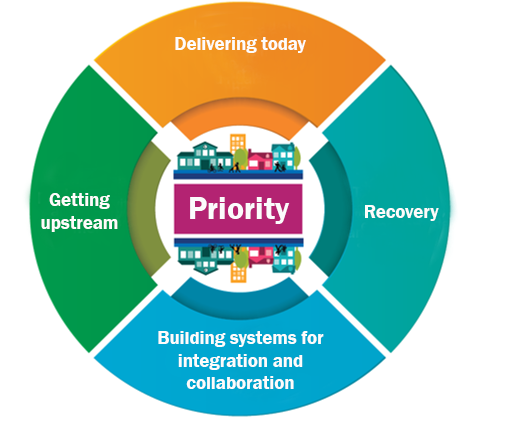 Delivering today
Getting
upstream
Priority
Recovery
Building systems for
integration and
collaboration